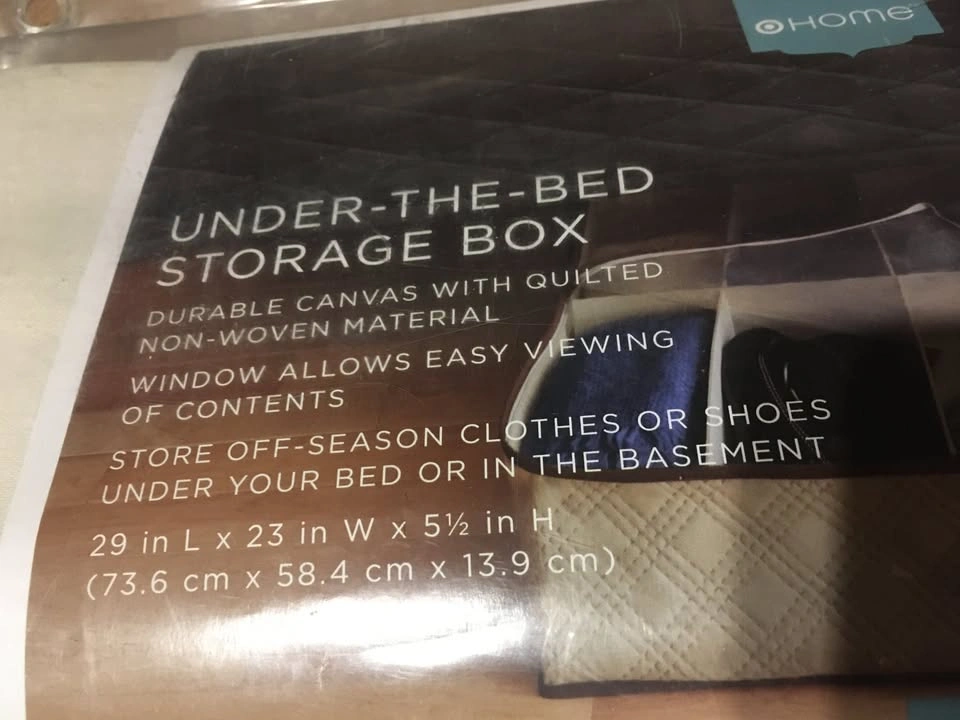 HOME
UNDER-THE-BED
STORAGE BOX
DURABLE CANVAS WITH QUILTED
NON-WOVEN MATERIAL
WINDOW ALLOWS EASY VIEWING
OF CONTENTS
STORE OFF-SEASON CLOTHES OR SHOES
UNDER YOUR BED OR IN THE BASEMENT
29 in L x 23 in W x 5½ in H
(73.6 cm x 58.4 cm x 13.9 cm)